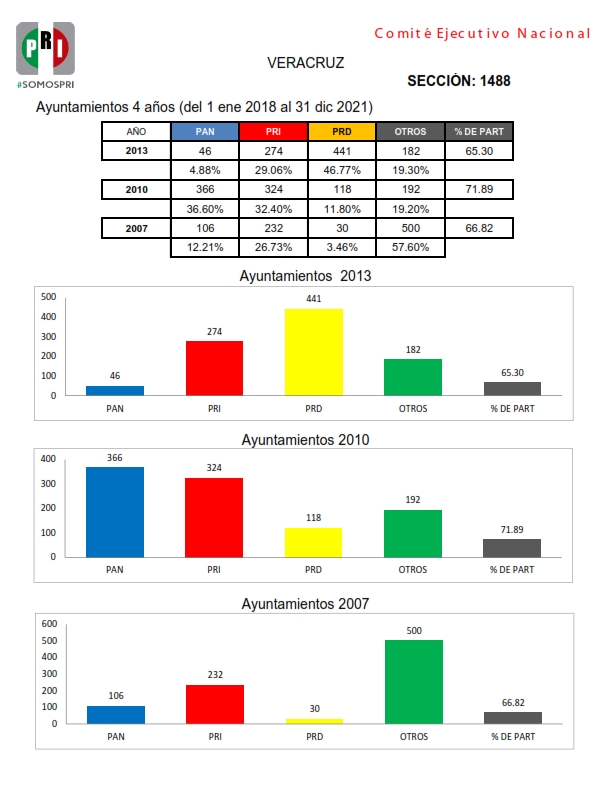 Comité Ejecutivo Nacional
PRI
#SOMOSPRI
VERACRUZ
SECCIÓN: 1488
Ayuntamientos 4 años (del 1 ene 2018 al 31 dic 2021)
AÑO PAN PRI PRD OTROS % DE PART
2013 46 274 441 182 65.30
4.88% 29.06% 46.77% 19.30%
2010 366 324 118 192 71.89
36.60% 32.40% 11.80% 19.20%
2007 106 232 30 500 66.82
12.21% 26.73% 3.46% 57.60%
Ayuntamientos 2013
500
400
300
200
100
0
46 274 441 182 65.30
PAN PRI PRD OTROS % DE PART
Ayuntamientos 2010
400
300
200
100
0
366 324 118 192 71.89
PAN PRI PRD OTROS % DE PART
Ayuntamientos 2007
600
500
400
300
200
100
0
106 232 30 500 66.82
PAN PRI PRD OTROS % DE PART